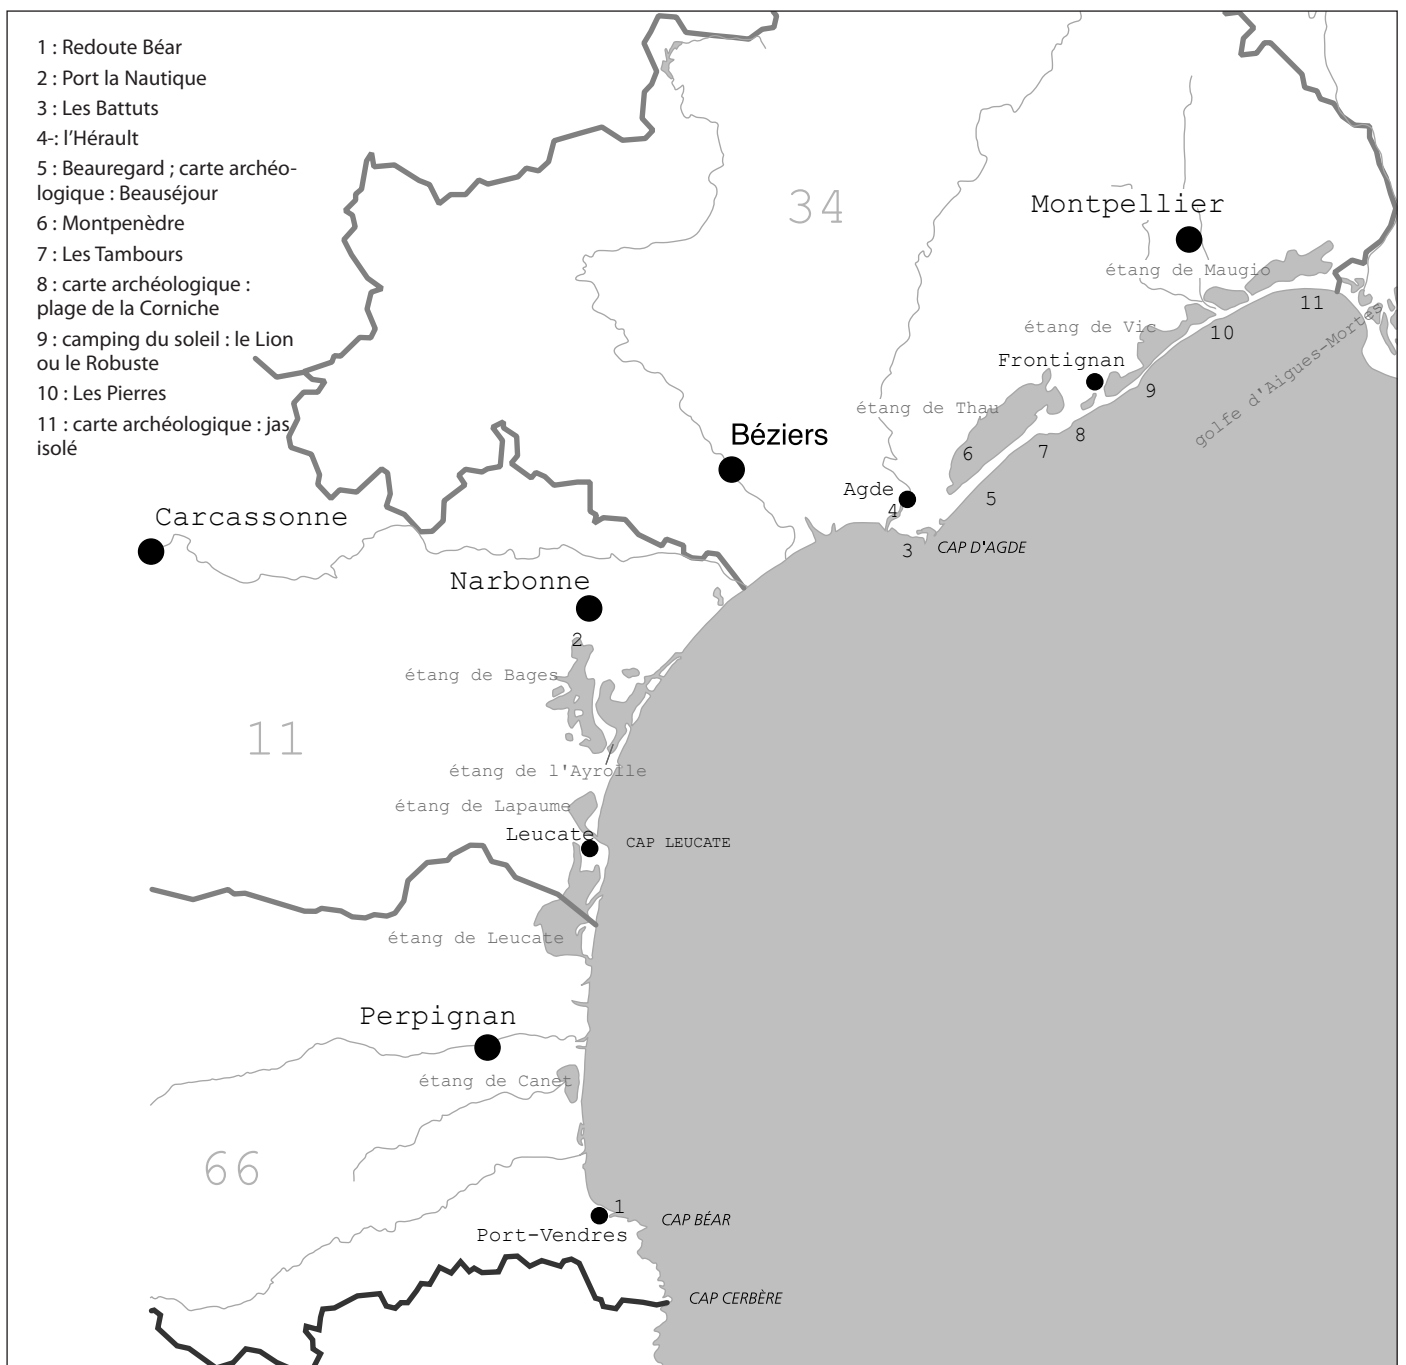 1 : Redoute Béar
2 : Port la Nautique
3 : Les Battuts
4-: l'Hérault
5 : Beauregard ; carte archéo-
logique : Beauséjour
6 : Montpenèdre
7 : Les Tambours
8 : carte archéologique :
plage de la Corniche
9 : camping du soleil : le Lion
ou le Robuste
10 : Les Pierres
11 : carte archéologique : jas
isolé
34
Montpellier
étang de Maugio
11
étang de Vic
10
golfe d'Aigues-Mortes
Frontignan
9
étang de Thau
8
7
6
Béziers
Agde
5
4
3
CAP D'AGDE
Carcassonne
Narbonne
2
étang de Bages
11
étang de l'Ayrolle
étang de Lapaume
Leucate
CAP LEUCATE
étang de Leucate
Perpignan
étang de Canet
66
1
Port-Vendres
CAP BÉAR
CAP CERBÈRE